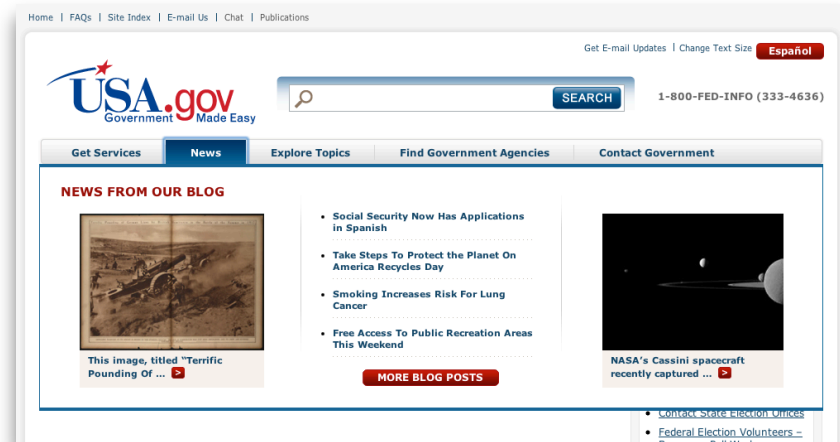 Home | FAQs | Site Index | E-mail Us | Chat | Publications
Get E-mail Updates | Change Text Size Español
USA.gov
Government Made Easy
SEARCH
1-800-FED-INFO (333-4636)
Get Services News Explore Topics Find Government Agencies Contact Government
NEWS FROM OUR BLOG
This image, titled "Terrific
Pounding Of ... >
• Social Security Now Has Applications
in Spanish
• Take Steps To Protect the Planet On
America Recycles Day
• Smoking Increases Risk For Lung
Cancer
• Free Access To Public Recreation Areas
This Weekend
MORE BLOG POSTS
NASA's Cassini spacecraft
recently captured ... >
• Contact State Election Offices
• Federal Election Volunteers –